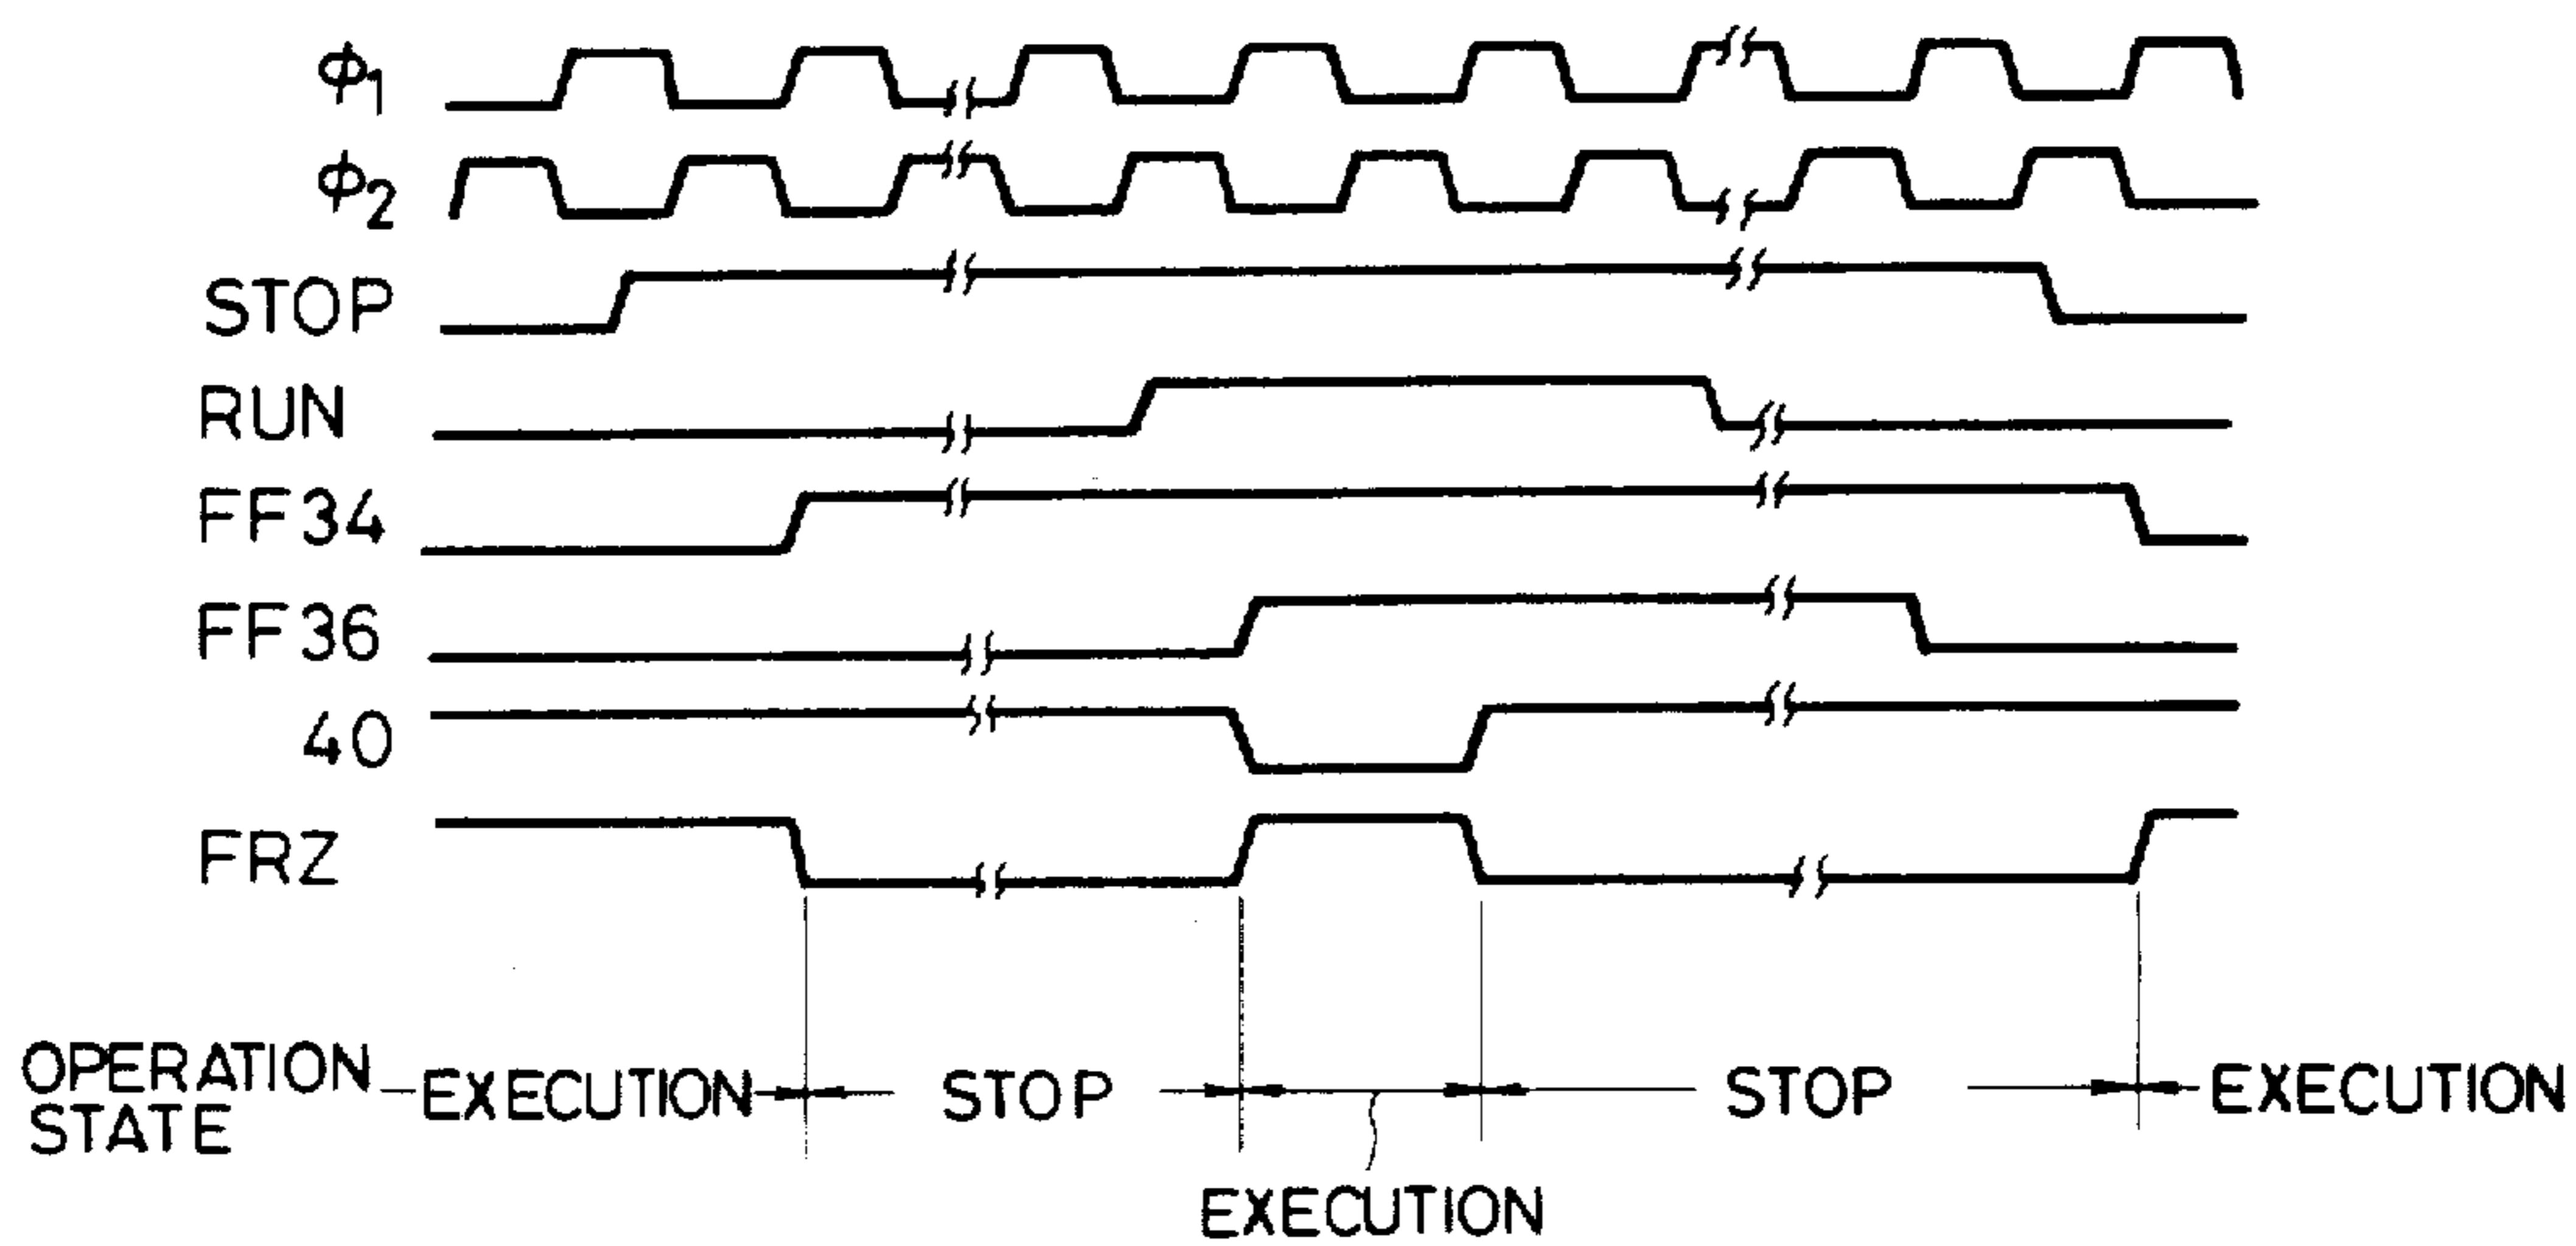 ϕ1
ϕ2
STOP
RUN
FF34
FF36
40
FRZ
OPERATION
STATE
EXECUTION
STOP
EXECUTION
STOP
EXECUTION